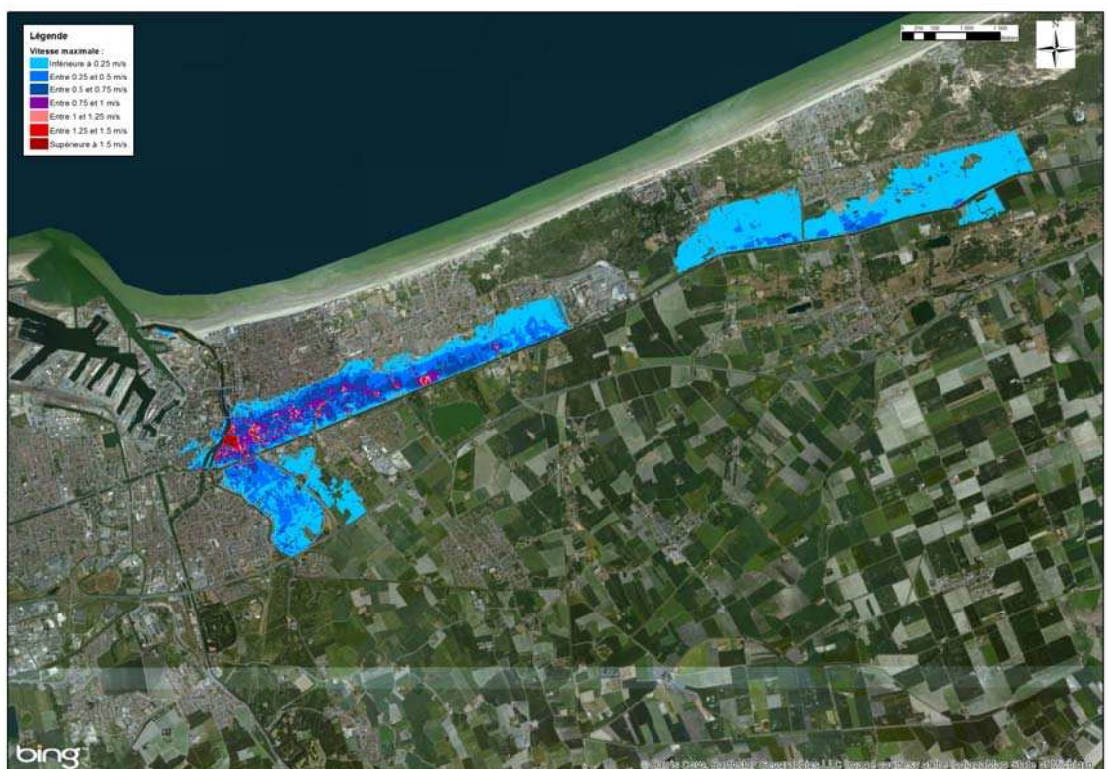 Légende
Vitesse maximale :
Inférieure à 0.25 m/s
Entre 0.25 et 0.5 m/s
Entre 0.5 et 0.75 m/s
Entre 0.75 et 1 m/s
Entre 1 et 1.25 m/s
Entre 1.25 et 1.5 m/s
Supérieure à 1.5 m/s
N
bing